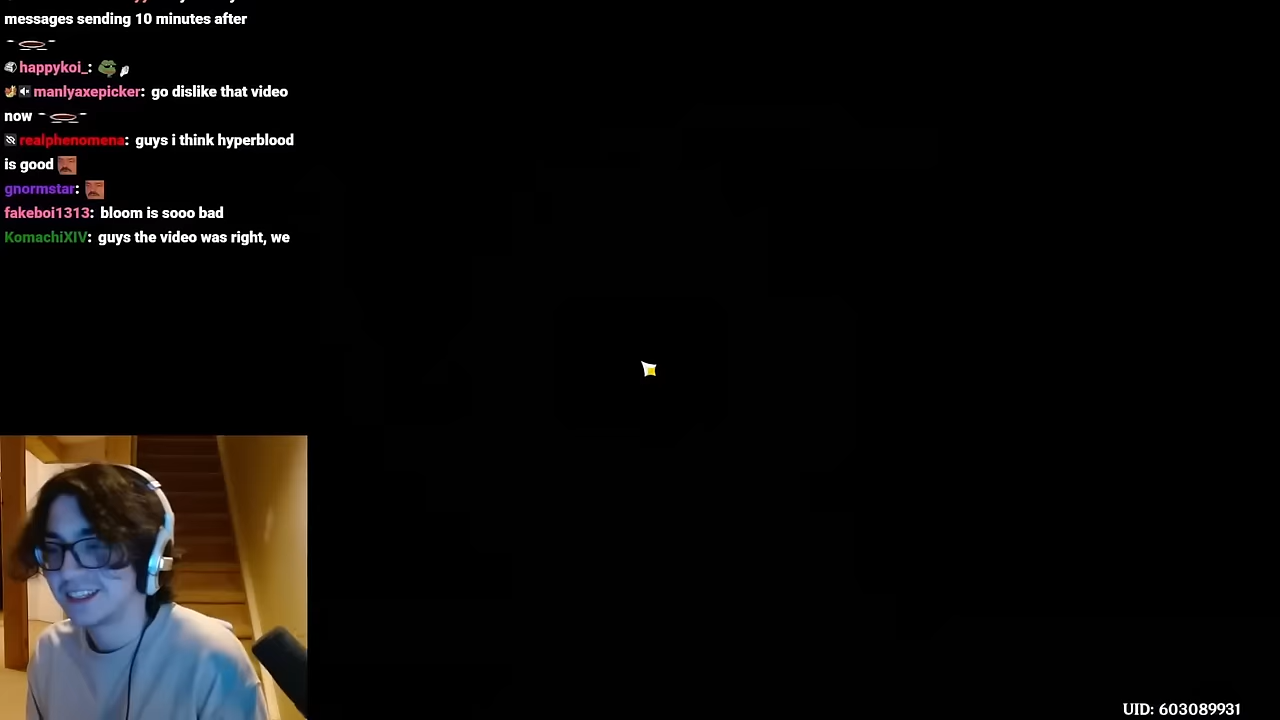 messages sending 10 minutes after
happykoi_:
manlyaxepicker: go dislike that video
now
realphenomena: guys i think hyperblood
is good
gnormstar:
fakeboi1313: bloom is sooo bad
KomachiXIV: guys the video was right, we
UID: 603089931